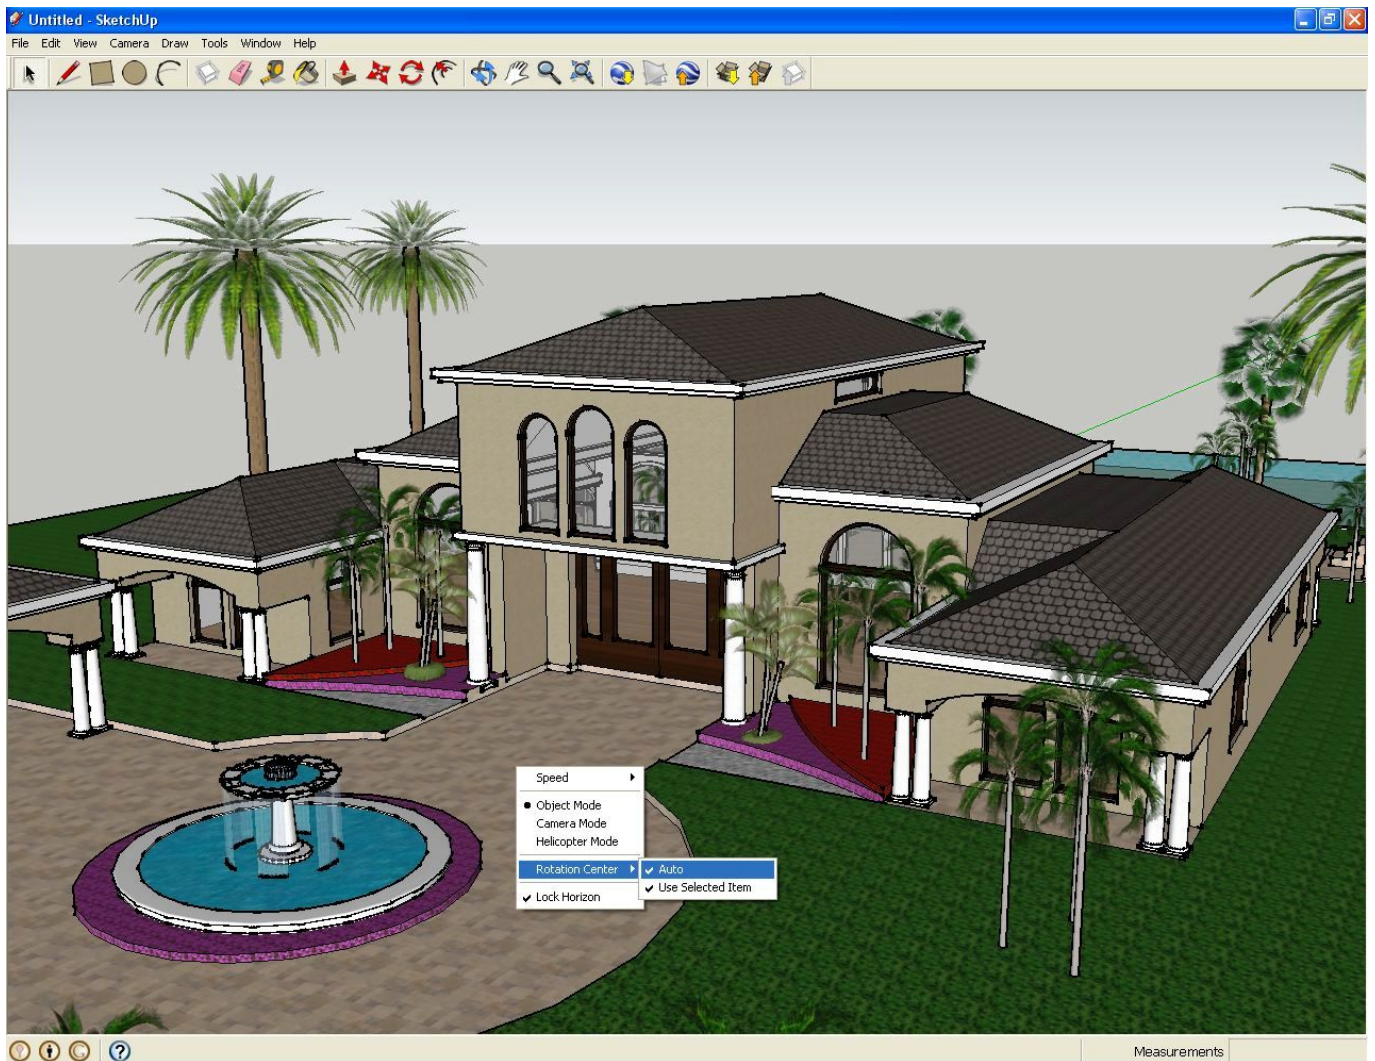 Untitled - SketchUp
File Edit View Camera Draw Tools Window Help
Speed
Object Mode
Camera Mode
Helicopter Mode
Rotation Center
Auto
Use Selected Item
Lock Horizon
Measurements